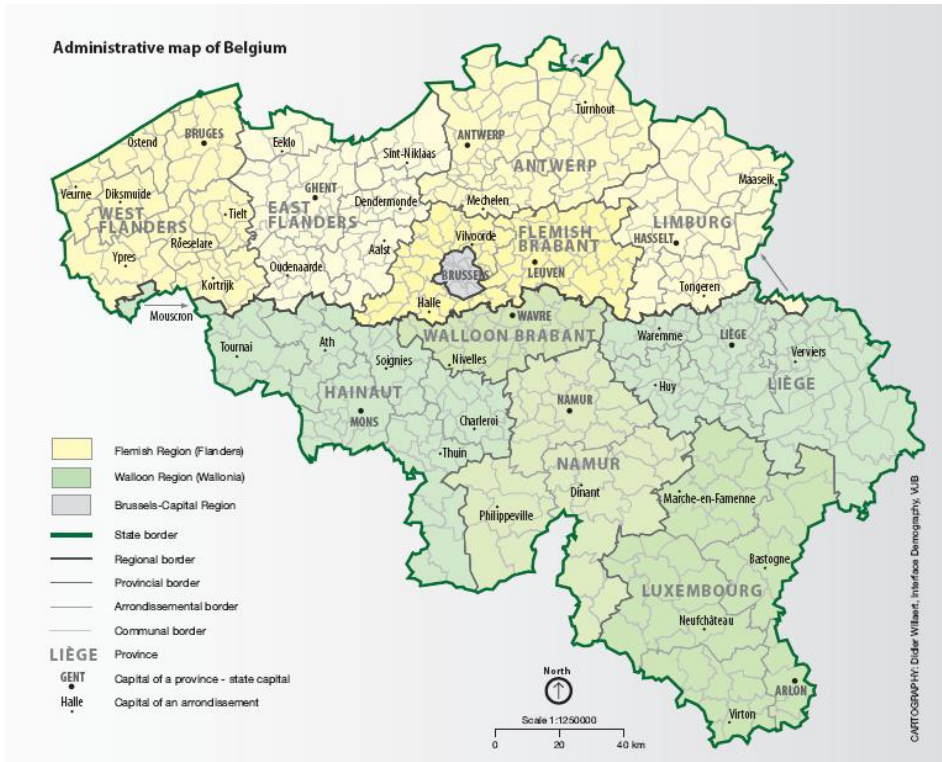 Administrative map of Belgium
Turnhout
Ostend
BRUGES
Eeklo
ANTWERP
Sint-Niklaas
ANTWERP
Maaseik
Veurne
Diksmuide
GHENT
Dendermonde
Mechelen
WEST
FLANDERS
Tielt
EAST
FLANDERS
LIMBURG
Vilvoorde
FLEMISH
BRABANT
HASSELT
Roeselare
Aalst
Ypres
Oudenaarde
BRUSSELS
LEUVEN
Kortrijk
Halle
Tongeren
Mouscron
WAVRE
WALLOON BRABANT
Waremme
LIÈGE
Tournai
Ath
Soignies
Nivelles
Verviers
Huy
LIÈGE
HAINAUT
MONS
NAMUR
Charleroi
Thuin
NAMUR
Dinant
Marche-en-Famenne
Philippeville
Bastogne
LUXEMBOURG
Neufchâteau
ARLON
Virton
Flemish Region (Flanders)
Walloon Region (Wallonia)
Brussels-Capital Region
State border
Regional border
Provincial border
Arrondissemental border
Communal border
LIÈGE Province
GENT Capital of a province - state capital
Halle Capital of an arrondissement
North
Scale 1:1250000
0 20 40 km
CARTOGRAPHY: Didier Willaert, Interface Demography, VUB